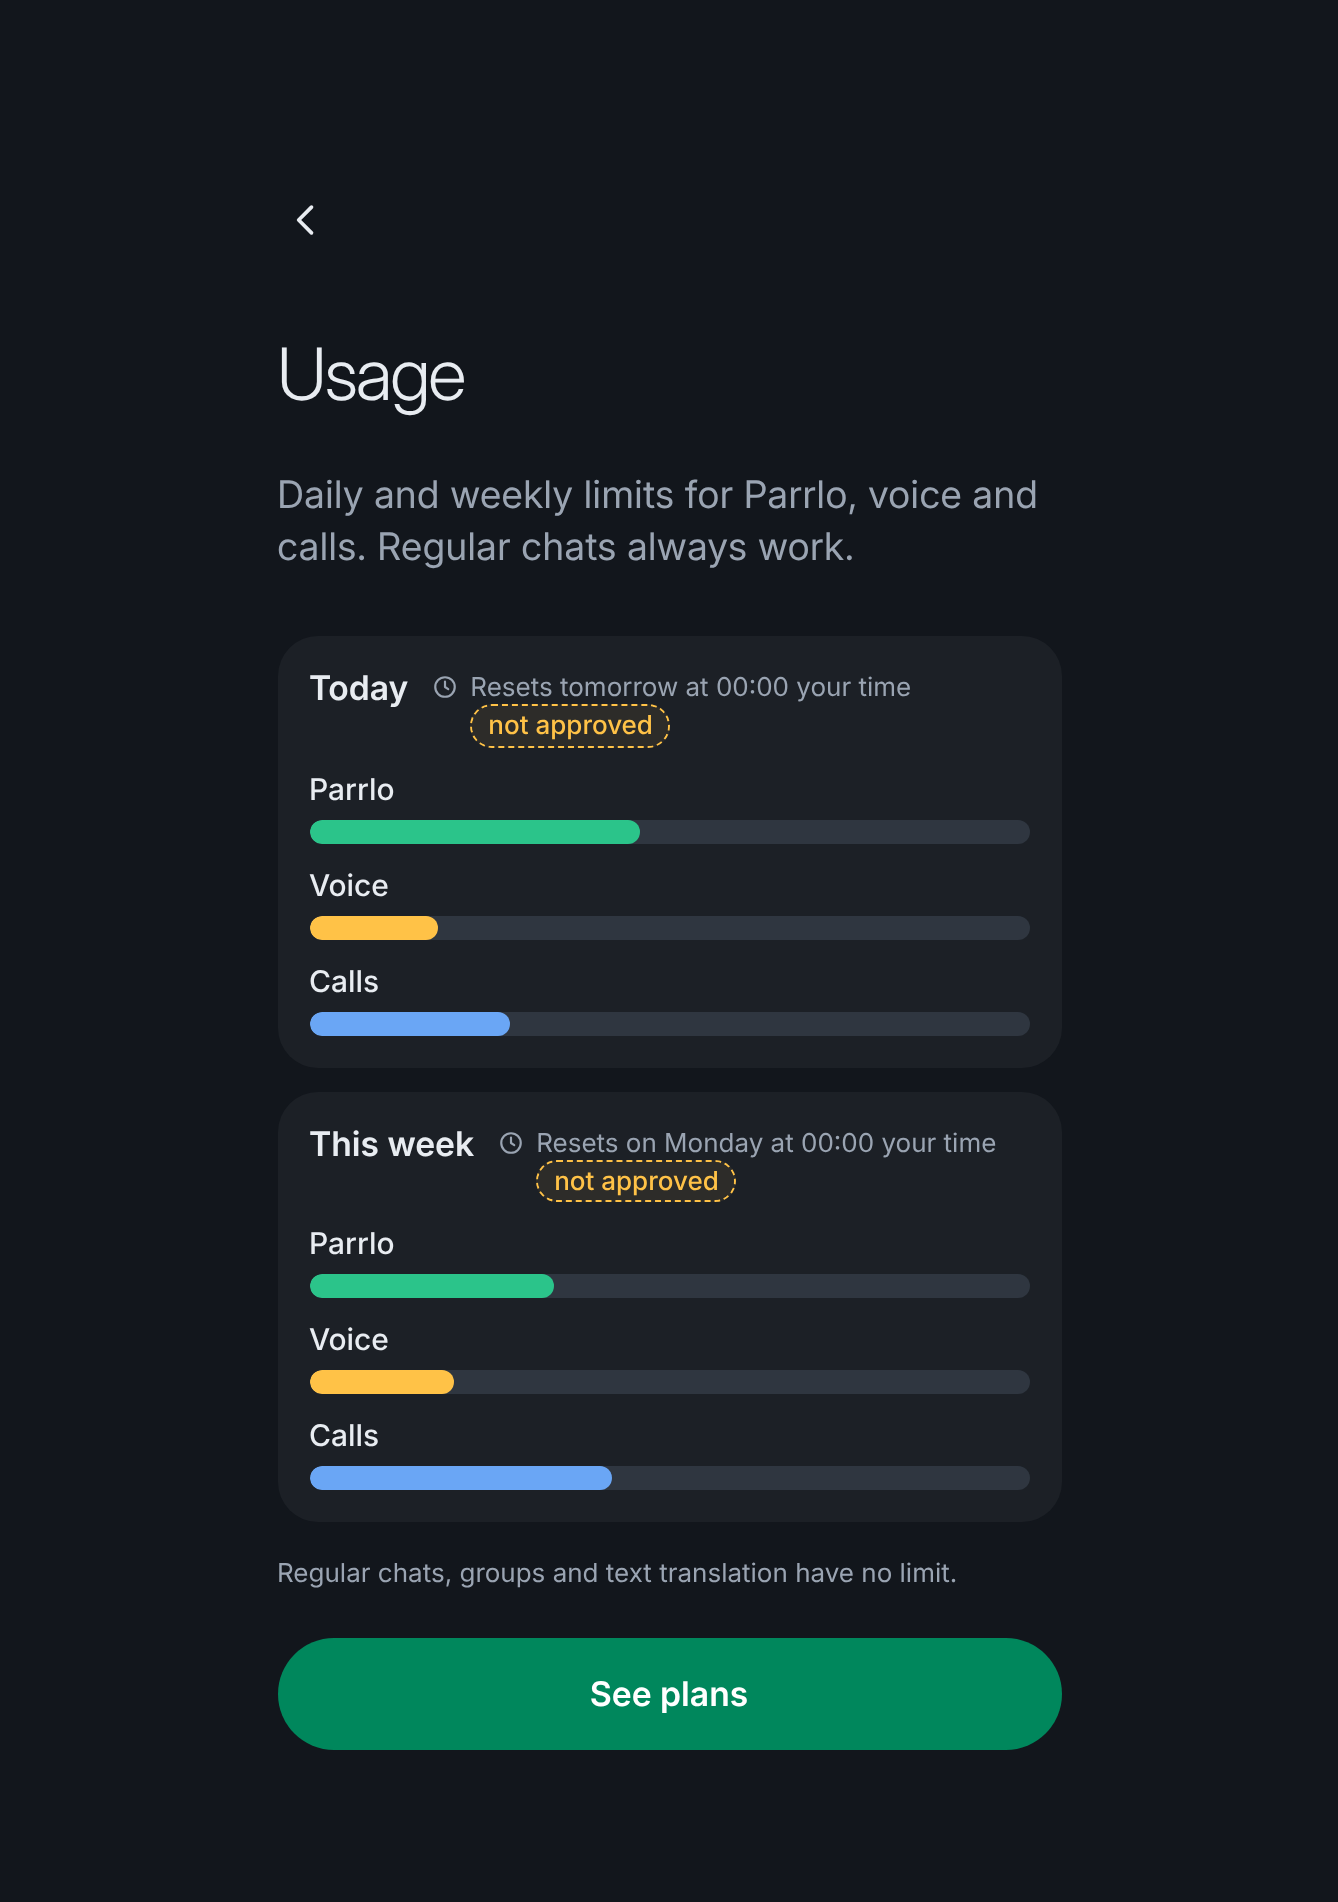 Usage
Daily and weekly limits for Parrlo, voice and
calls. Regular chats always work.
Today Resets tomorrow at 00:00 your time
not approved
Parrlo
Voice
Calls
This week Resets on Monday at 00:00 your time
not approved
Parrlo
Voice
Calls
Regular chats, groups and text translation have no limit.
See plans